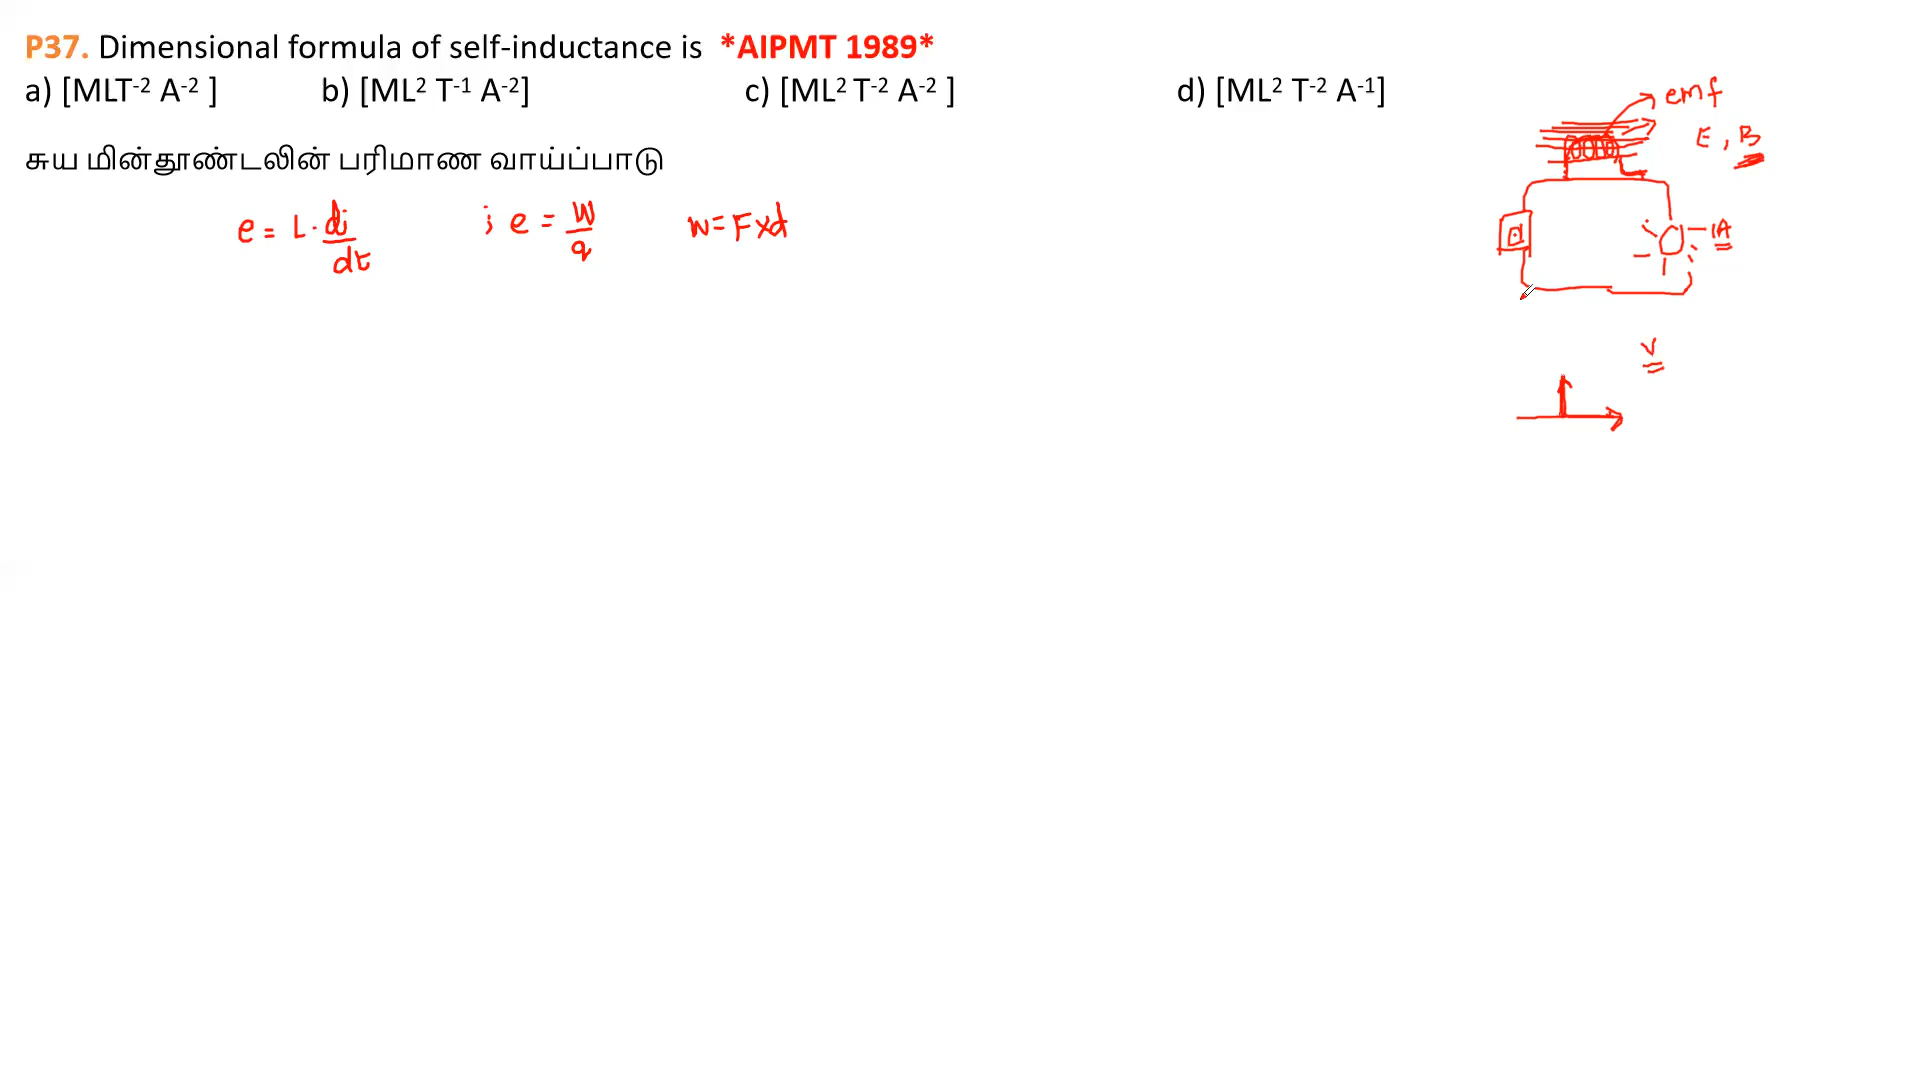 P37. Dimensional formula of self-inductance is *AIPMT 1989*
a) [MLT⁻² A⁻² ] b) [ML² T⁻¹ A⁻²] c) [ML² T⁻² A⁻² ] d) [ML² T⁻² A⁻¹]
சுய மின்தூண்டலின் பரிமாண வாய்ப்பாடு
e = L . di/dt ; e = W/q W = F x d
emf
E , B
1A
V